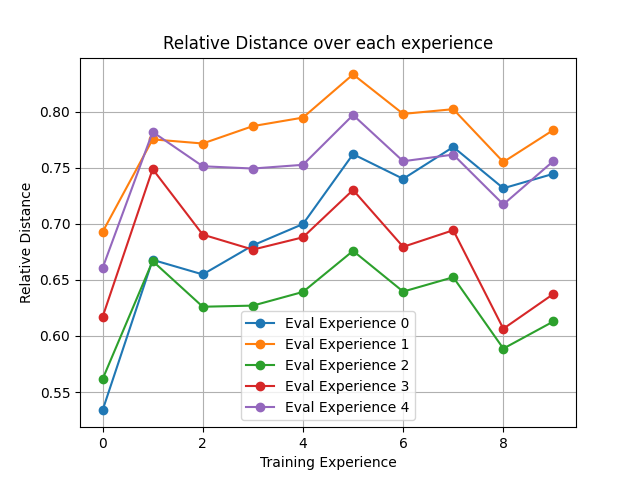 Relative Distance over each experience
Relative Distance
0.80
0.75
0.70
0.65
0.60
0.55
Eval Experience 0
Eval Experience 1
Eval Experience 2
Eval Experience 3
Eval Experience 4
0 2 4 6 8
Training Experience